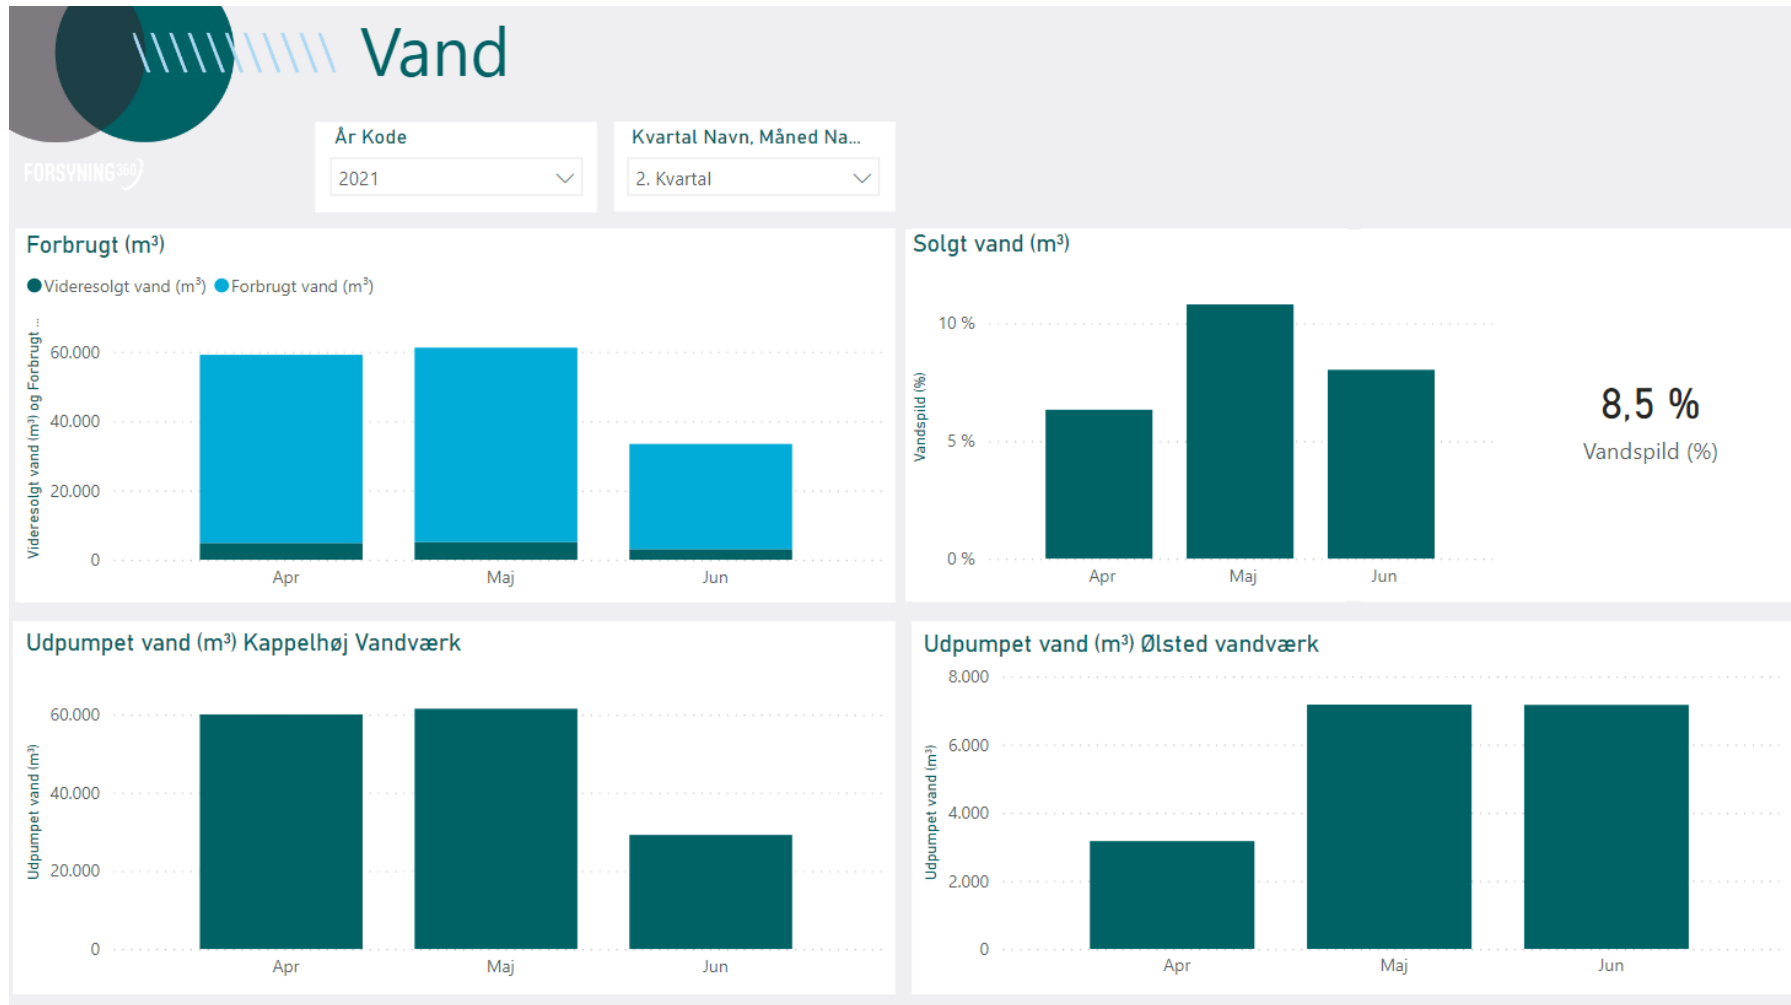 Vand
FORSYNING 360
År Kode
2021
Kvartal Navn, Måned Na...
2. Kvartal
Forbrugt (m³)
Videresolgt vand (m³) Forbrugt vand (m³)
Videresolgt vand (m³) og Forbrugt ...
60.000
40.000
20.000
0
Apr Maj Jun
Solgt vand (m³)
Vandspild (%)
10 %
5 %
0 %
Apr Maj Jun
8,5 %
Vandspild (%)
Udpumpet vand (m³) Kappelhøj Vandværk
Udpumpet vand (m³)
60.000
40.000
20.000
0
Apr Maj Jun
Udpumpet vand (m³) Ølsted vandværk
Udpumpet vand (m³)
8.000
6.000
4.000
2.000
0
Apr Maj Jun